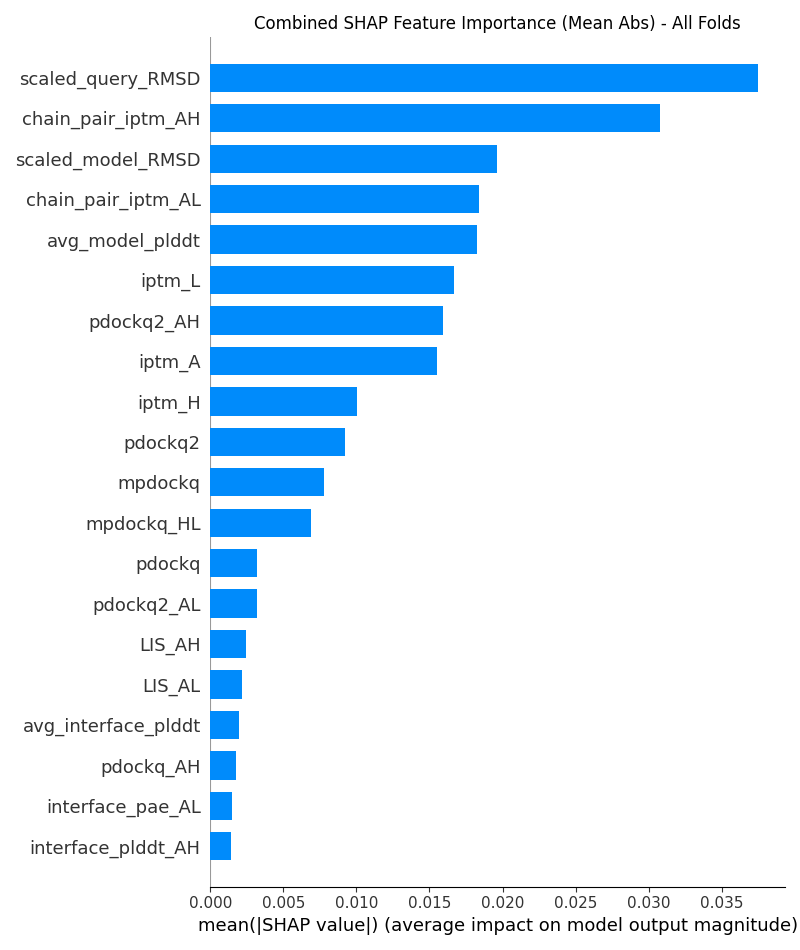 Combined SHAP Feature Importance (Mean Abs) - All Folds
scaled_query_RMSD
chain_pair_iptm_AH
scaled_model_RMSD
chain_pair_iptm_AL
avg_model_plddt
iptm_L
pdockq2_AH
iptm_A
iptm_H
pdockq2
mpdockq
mpdockq_HL
pdockq
pdockq2_AL
LIS_AH
LIS_AL
avg_interface_plddt
pdockq_AH
interface_pae_AL
interface_plddt_AH
0.000 0.005 0.010 0.015 0.020 0.025 0.030 0.035
mean(|SHAP value|) (average impact on model output magnitude)